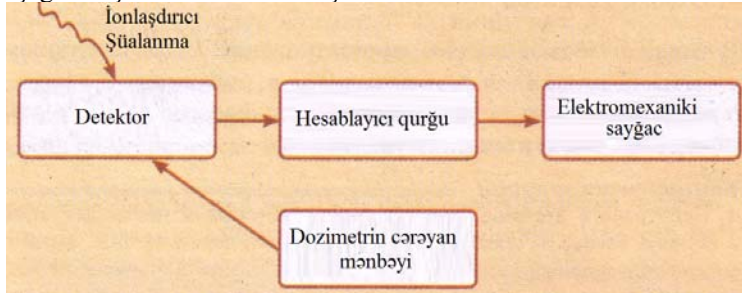 İonlaşdırıcı
Şüalanma
Detektor
Hesablayıcı qurğu
Elektromexaniki
sayğac
Dozimetrin cərəyan
mənbəyi